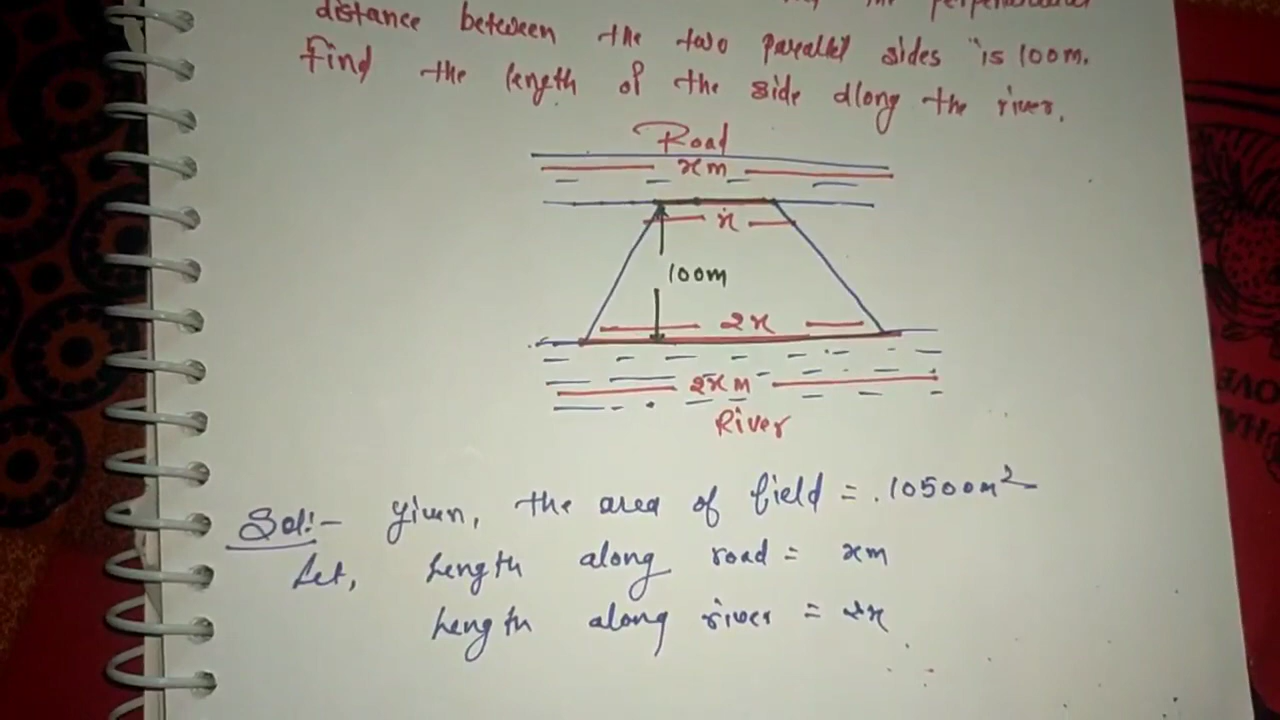 the
distance between the two parallel sides is 100m.
Find the length of the side along the river.
Road
xm
x
100m
2x
2xm
River
Sol:- Given, the area of field = 10500m²
Let, Length along road = xm
Length along river = 2x